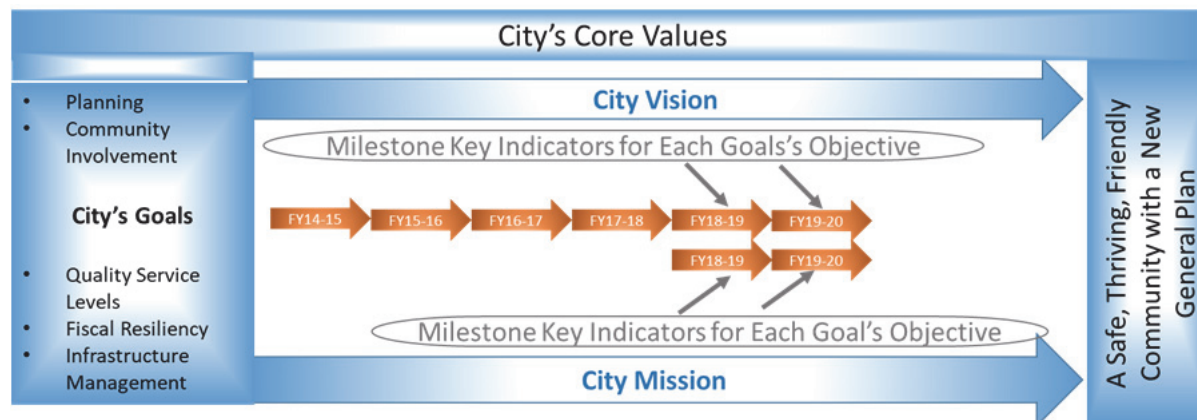 City's Core Values
• Planning
• Community
Involvement
City's Goals
• Quality Service
Levels
• Fiscal Resiliency
• Infrastructure
Management
City Vision
Milestone Key Indicators for Each Goals's Objective
FY14-15 FY15-16 FY16-17 FY17-18 FY18-19 FY19-20
FY18-19 FY19-20
Milestone Key Indicators for Each Goal's Objective
City Mission
A Safe, Thriving, Friendly
Community with a New
General Plan